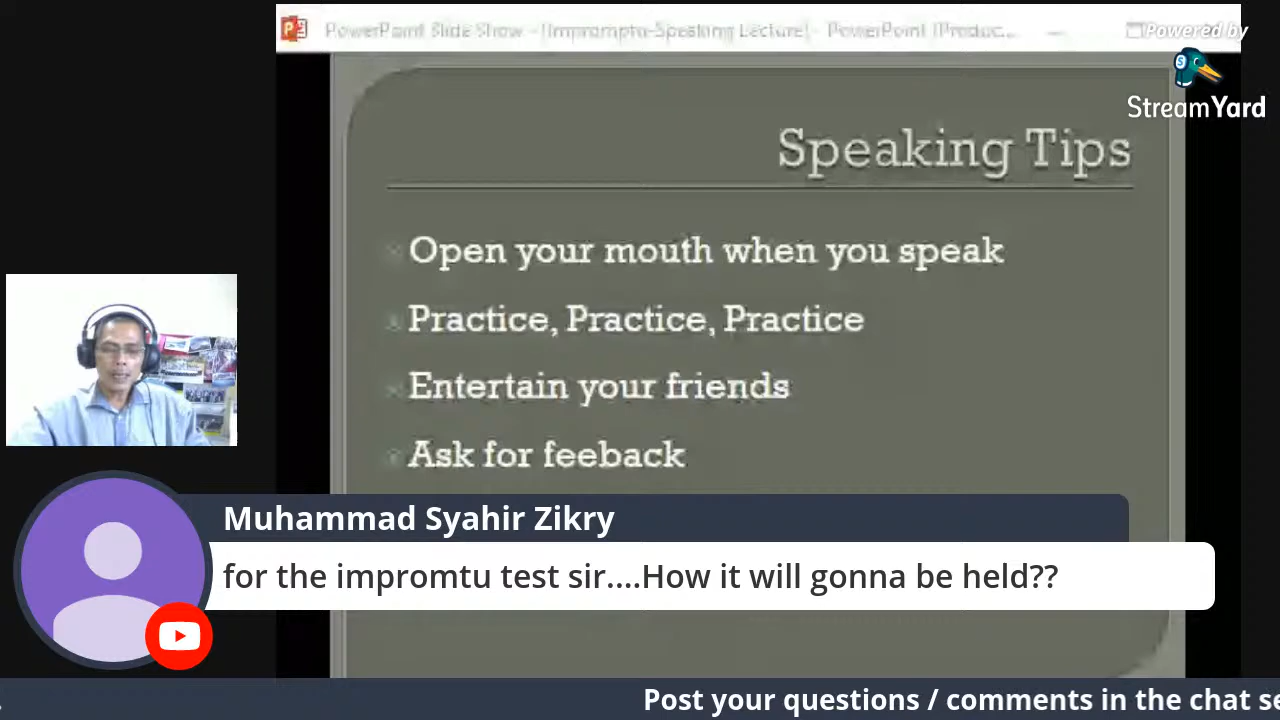 PowerPoint Slide Show - [Impromptu-Speaking Lecture] - PowerPoint (Produc...
Powered by
StreamYard
Speaking Tips
Open your mouth when you speak
Practice, Practice, Practice
Entertain your friends
Ask for feeback
Muhammad Syahir Zikry
for the impromtu test sir....How it will gonna be held??
Post your questions / comments in the chat se